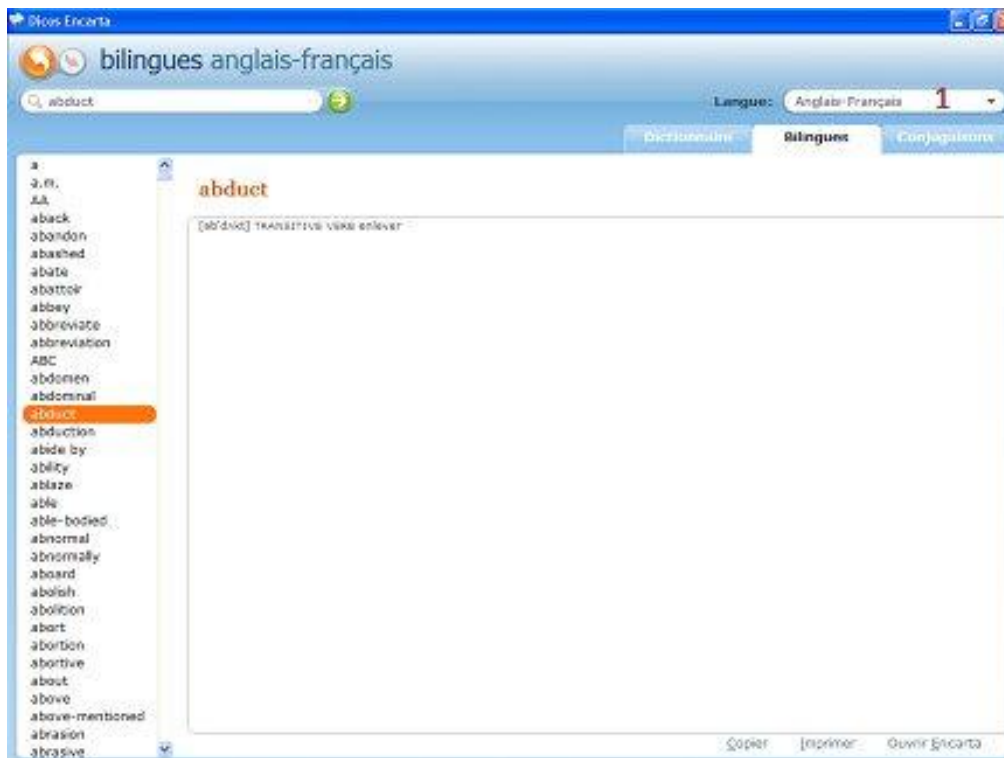 Dicos Encarta
bilingues anglais-français
abduct
Langue: Anglais-Français 1
Dictionnaire Bilingues Conjugaisons
a
a.m.
AA
aback
abandon
abashed
abate
abattoir
abbey
abbreviate
abbreviation
ABC
abdomen
abdominal
abduct
abduction
abide by
ability
ablaze
able
able-bodied
abnormal
abnormally
aboard
abolish
abolition
abort
abortion
abortive
about
above
above-mentioned
abrasion
abrasive
abduct
[æb'dʌkt] TRANSITIVE VERB enlever
Copier Imprimer Ouvrir Encarta